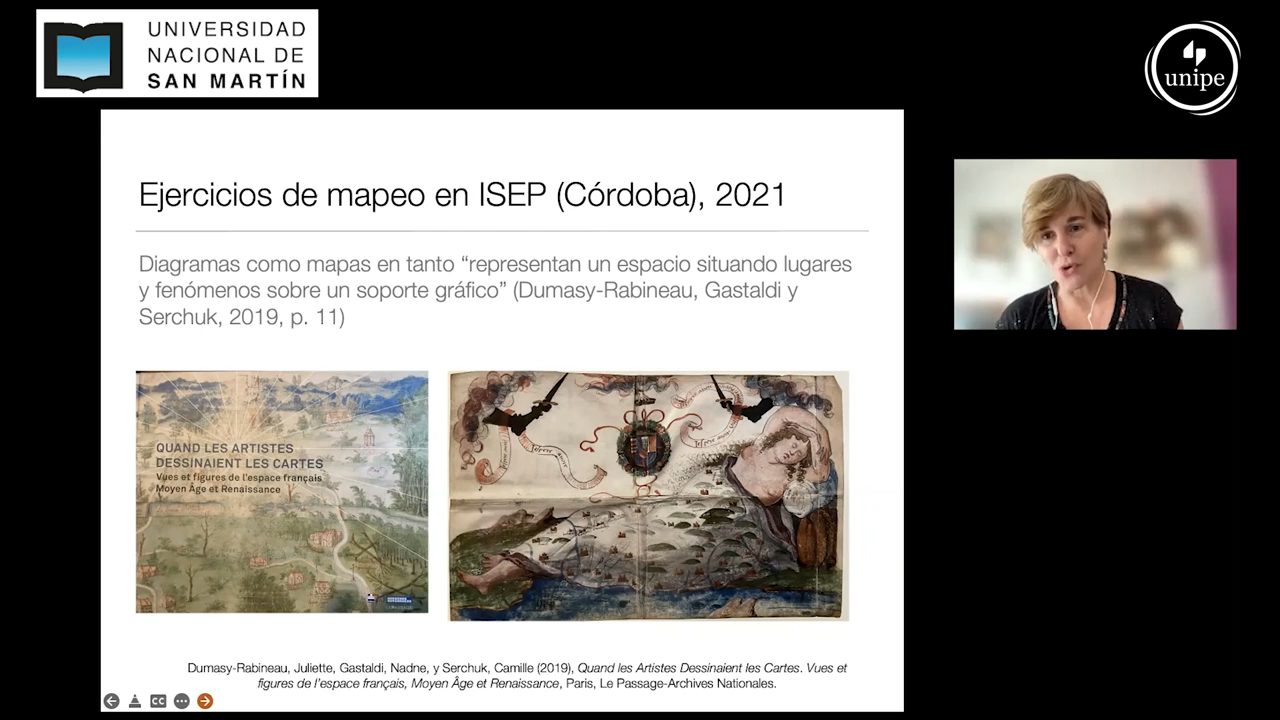 UNIVERSIDAD
NACIONAL DE
SAN MARTÍN
unipe
Ejercicios de mapeo en ISEP (Córdoba), 2021
Diagramas como mapas en tanto “representan un espacio situando lugares
y fenómenos sobre un soporte gráfico” (Dumasy-Rabineau, Gastaldi y
Serchuk, 2019, p. 11)
QUAND LES ARTISTES
DESSINAIENT LES CARTES
Vues et figures de l'espace français
Moyen Âge et Renaissance
Dumasy-Rabineau, Juliette, Gastaldi, Nadne, y Serchuk, Camille (2019), Quand les Artistes Dessinaient les Cartes. Vues et
figures de l'espace français, Moyen Âge et Renaissance, Paris, Le Passage-Archives Nationales.
CC